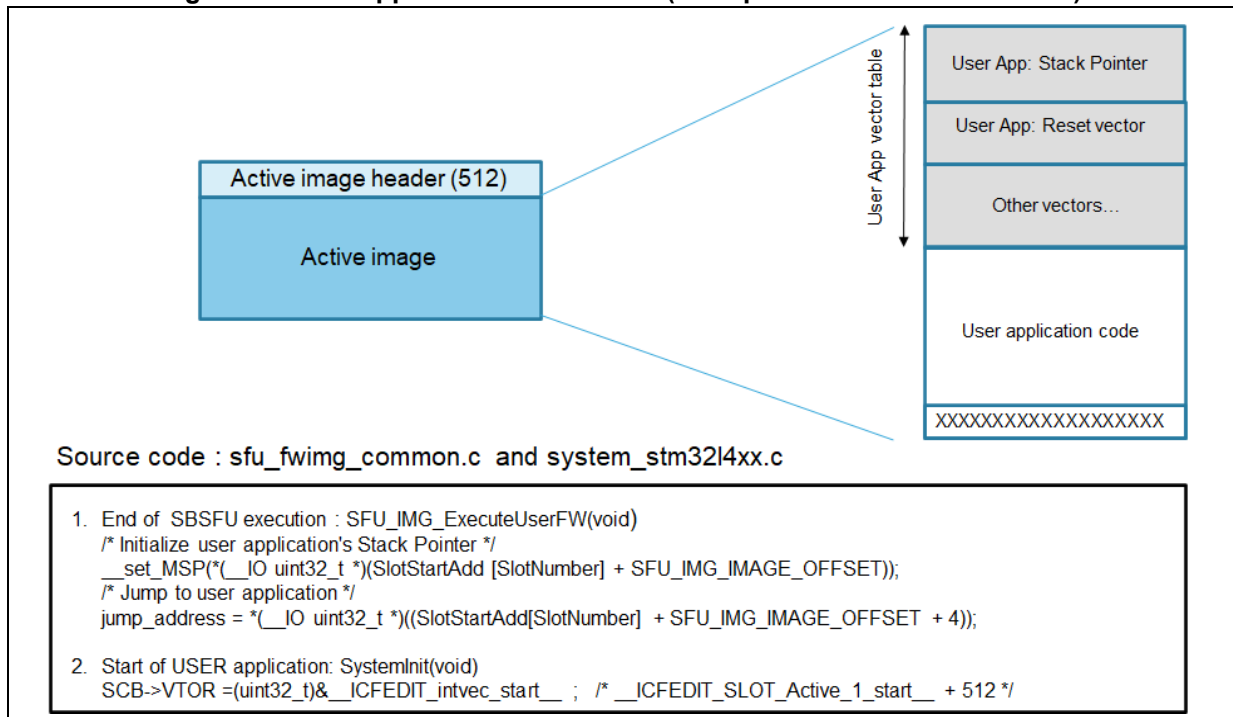 User App: Stack Pointer
User App: Reset vector
Other vectors…
User application code
XXXXXXXXXXXXXXXXXXX
User App vector table
Active image header (512)
Active image
Source code : sfu_fwimg_common.c and system_stm32l4xx.c
1. End of SBSFU execution : SFU_IMG_ExecuteUserFW(void)
/* Initialize user application's Stack Pointer */
__set_MSP(*(__IO uint32_t *)(SlotStartAdd [SlotNumber] + SFU_IMG_IMAGE_OFFSET));
/* Jump to user application */
jump_address = *(__IO uint32_t *)((SlotStartAdd[SlotNumber] + SFU_IMG_IMAGE_OFFSET + 4));
2. Start of USER application: SystemInit(void)
SCB->VTOR =(uint32_t)&__ICFEDIT_intvec_start__ ; /* __ICFEDIT_SLOT_Active_1_start__ + 512 */